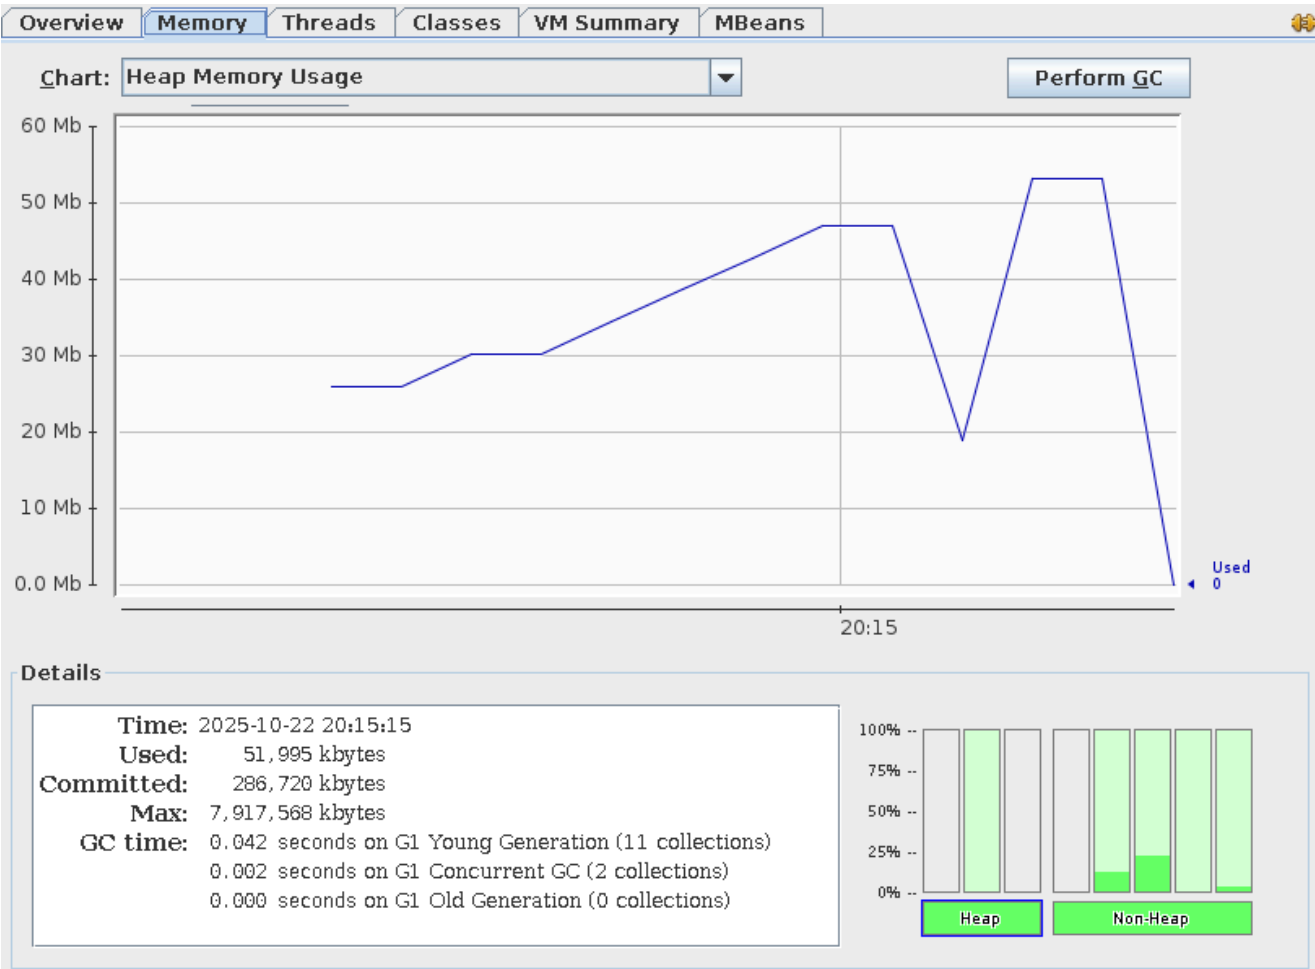 Overview Memory Threads Classes VM Summary MBeans
Chart: Heap Memory Usage Perform GC
60 Mb
50 Mb
40 Mb
30 Mb
20 Mb
10 Mb
0.0 Mb
Used
0
20:15
Details
Time: 2025-10-22 20:15:15
Used: 51,995 kbytes
Committed: 286,720 kbytes
Max: 7,917,568 kbytes
GC time: 0.042 seconds on G1 Young Generation (11 collections)
0.002 seconds on G1 Concurrent GC (2 collections)
0.000 seconds on G1 Old Generation (0 collections)
100% --
75% --
50% --
25% --
0% --
Heap Non-Heap